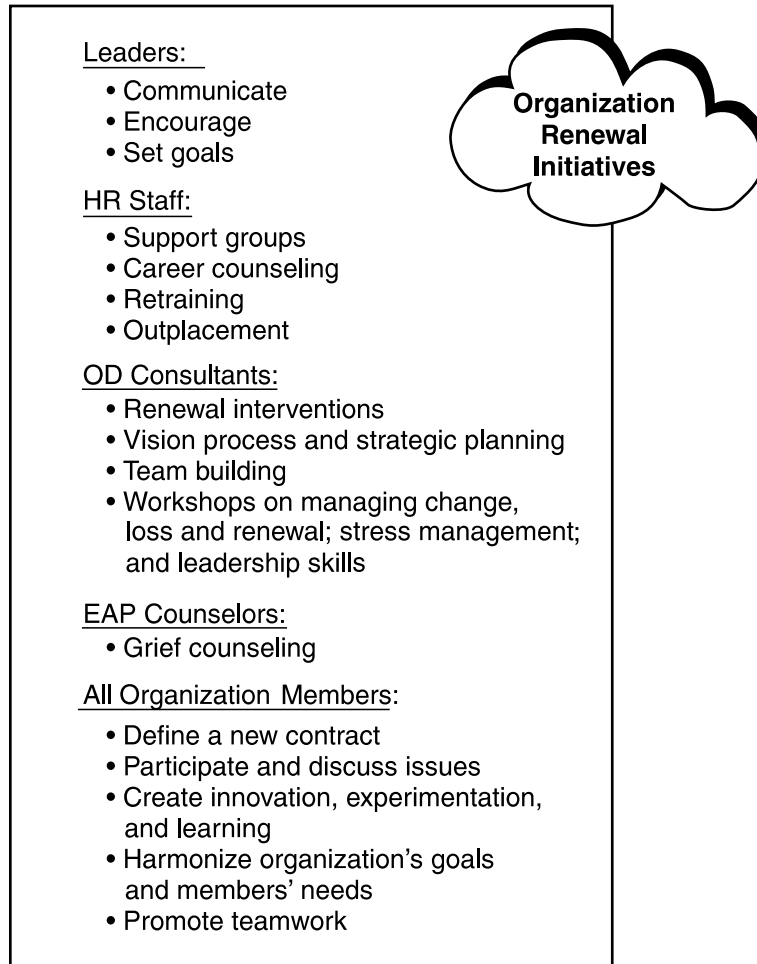 Leaders:
• Communicate
• Encourage
• Set goals
Organization
Renewal
Initiatives
HR Staff:
• Support groups
• Career counseling
• Retraining
• Outplacement
OD Consultants:
• Renewal interventions
• Vision process and strategic planning
• Team building
• Workshops on managing change,
loss and renewal; stress management;
and leadership skills
EAP Counselors:
• Grief counseling
All Organization Members:
• Define a new contract
• Participate and discuss issues
• Create innovation, experimentation,
and learning
• Harmonize organization's goals
and members' needs
• Promote teamwork